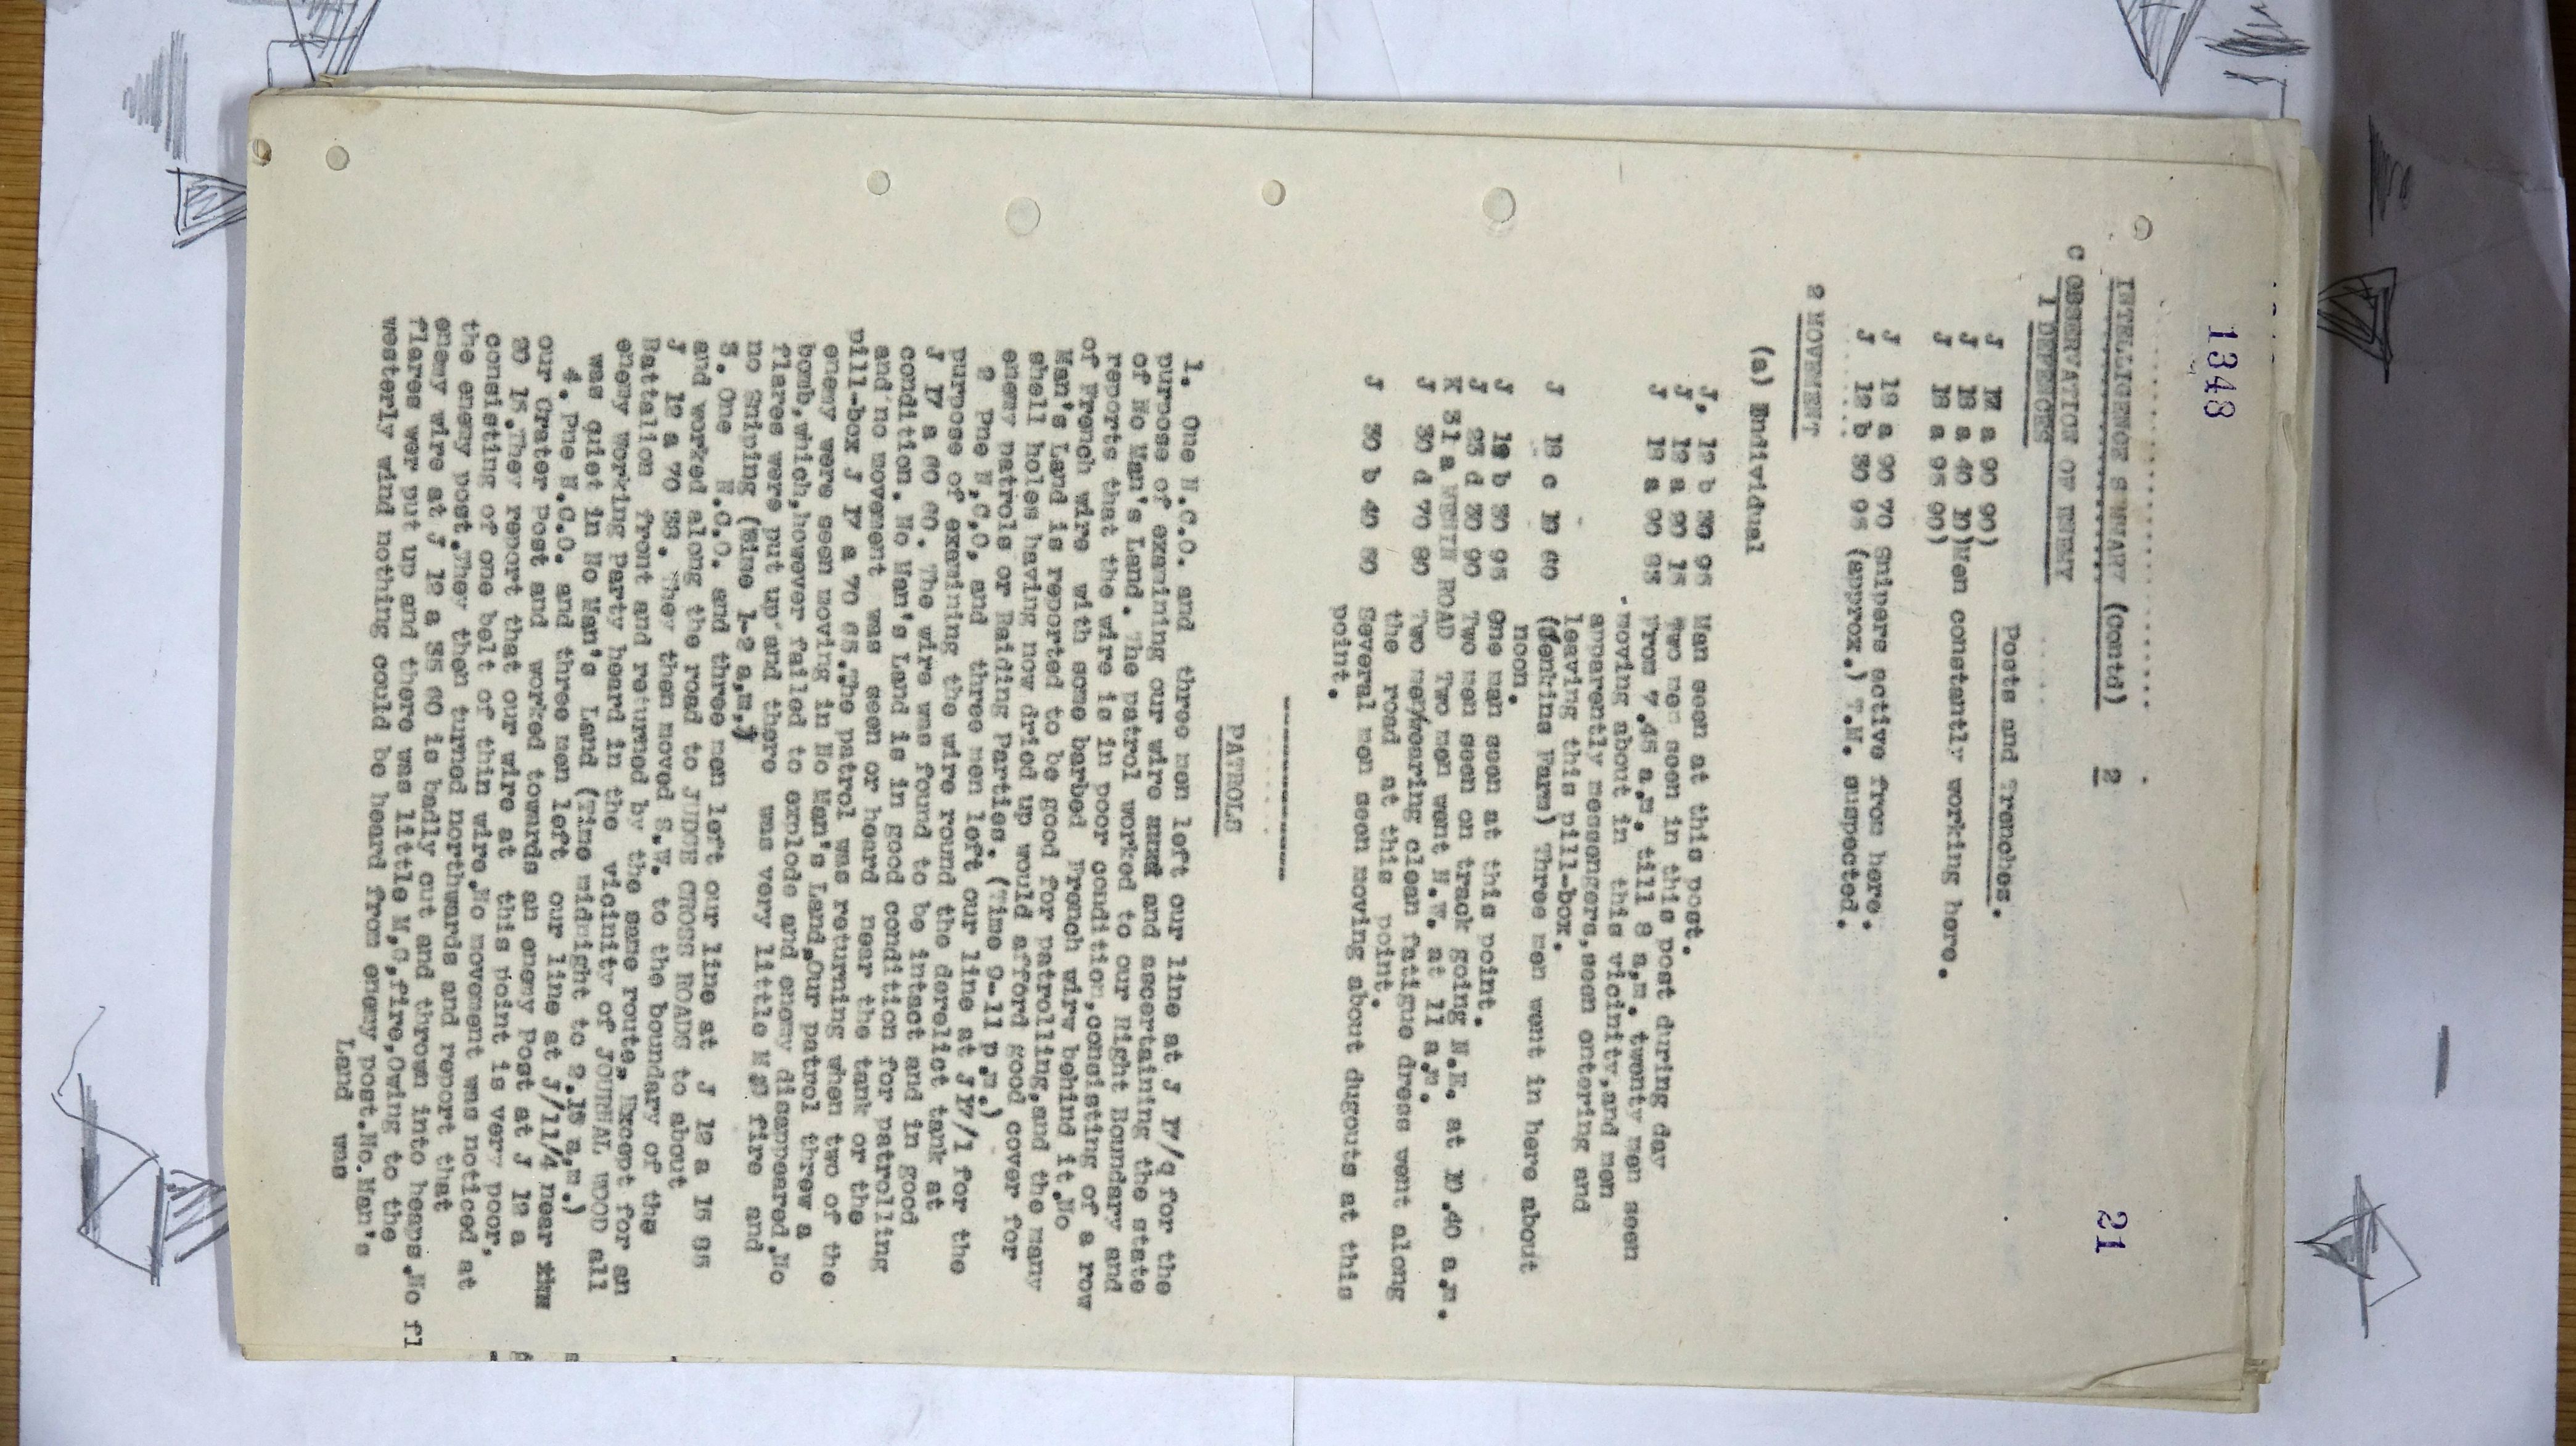 1348
21
INTELLIGENCE SUMMARY (Contd) 2
C OBSERVATION OF ENEMY
1 DEFENCES
Posts and Trenches.
J 12 a 90 90)
J 18 a 40 10)Men constantly working here.
J 18 a 95 90)
J 18 a 90 70 Snipers active from here.
J 12 b 30 95 (approx.) T.M. suspected.
2 MOVEMENT
(a) Individual
J. 12 b 30 95 Man seen at this post.
J. 12 a 90 15 Two men seen in this post during day
J 18 a 90 85 From 7.45 a.m. till 8 a.m. twenty men seen
moving about in this vicinity,and men
apparently messengers,seen entering and
leaving this pill-box.
J 18 c 10 60 (Jenkins Farm) Three men went in here about
noon.
J 18 b 30 95 One man seen at this point.
J 23 d 30 90 Two men seen on track going N.E. at 10.40 a.m.
K 31 a MENIN ROAD Two men went N.W. at 11 a.m.
J 30 d 70 80 Two men/wearing clean fatigue dress went along
the road at this point.
J 30 b 40 80 Several men seen moving about dugouts at this
point.
PATROLS
1. One N.C.O. and three men left our line at J 17/q for the
purpose of examining our wire and ascertaining the state
of No Man's Land. The patrol worked to our Right Boundary and
reports that the wire is in poor condition,consisting of a row
of French wire with some barbed French wirw behind it.No
Man's Land is reported to be good for patrolling,and the many
shell holes having now dried up would afford good cover for
enemy patrols or Raiding Parties. (Time 9-11 p.m.)
2 Pne N.C.O, and three men left our line at J 17/1 for the
purpose of examining the wire round the derelict tank at
J 17 a 60 60. The wire was found to be intact and in good
condition. No Man's Land is in good condition for patrolling
and no movement was seen or heard near the tank or the
pill-box J 17 a 70 65.The patrol was returning when two of the
enemy were seen moving in No Man's Land,Our patrol threw a
bomb,which,however failed to explode and enemy disappeared.No
flares were put up and there was very little M.G fire and
no Sniping (Time 1-2 a.m,)
3. One N.C.O. and three men left our line at J 12 a 15 85
and worked along the road to JUDGE CROSS ROADS to about
J 12 a 70 38. They then moved S.W. to the boundary of the
Battalion front and returned by the same route, Except for an
enemy working Party heard in the vicinity of JOURNAL WOOD all
was quiet in No Man's Land (Time midnight to 2.15 a,m.)
4. Pne N.C.O. and three men left our line at J/11/4 near
our Crater Post and worked towards an enemy Post at J 12 a
20 15.They report that our wire at this point is very poor,
consisting of one belt of thin wire.No movement was noticed at
the enemy post.They then turned northwards and report that
enemy wire at J 12 a 35 60 is badly cut and thrown into heaps.No fl
flares wer put up and there was little M,G,fire,Owing to the
westerly wind nothing could be heard from enemy post.No.Man's
Land was